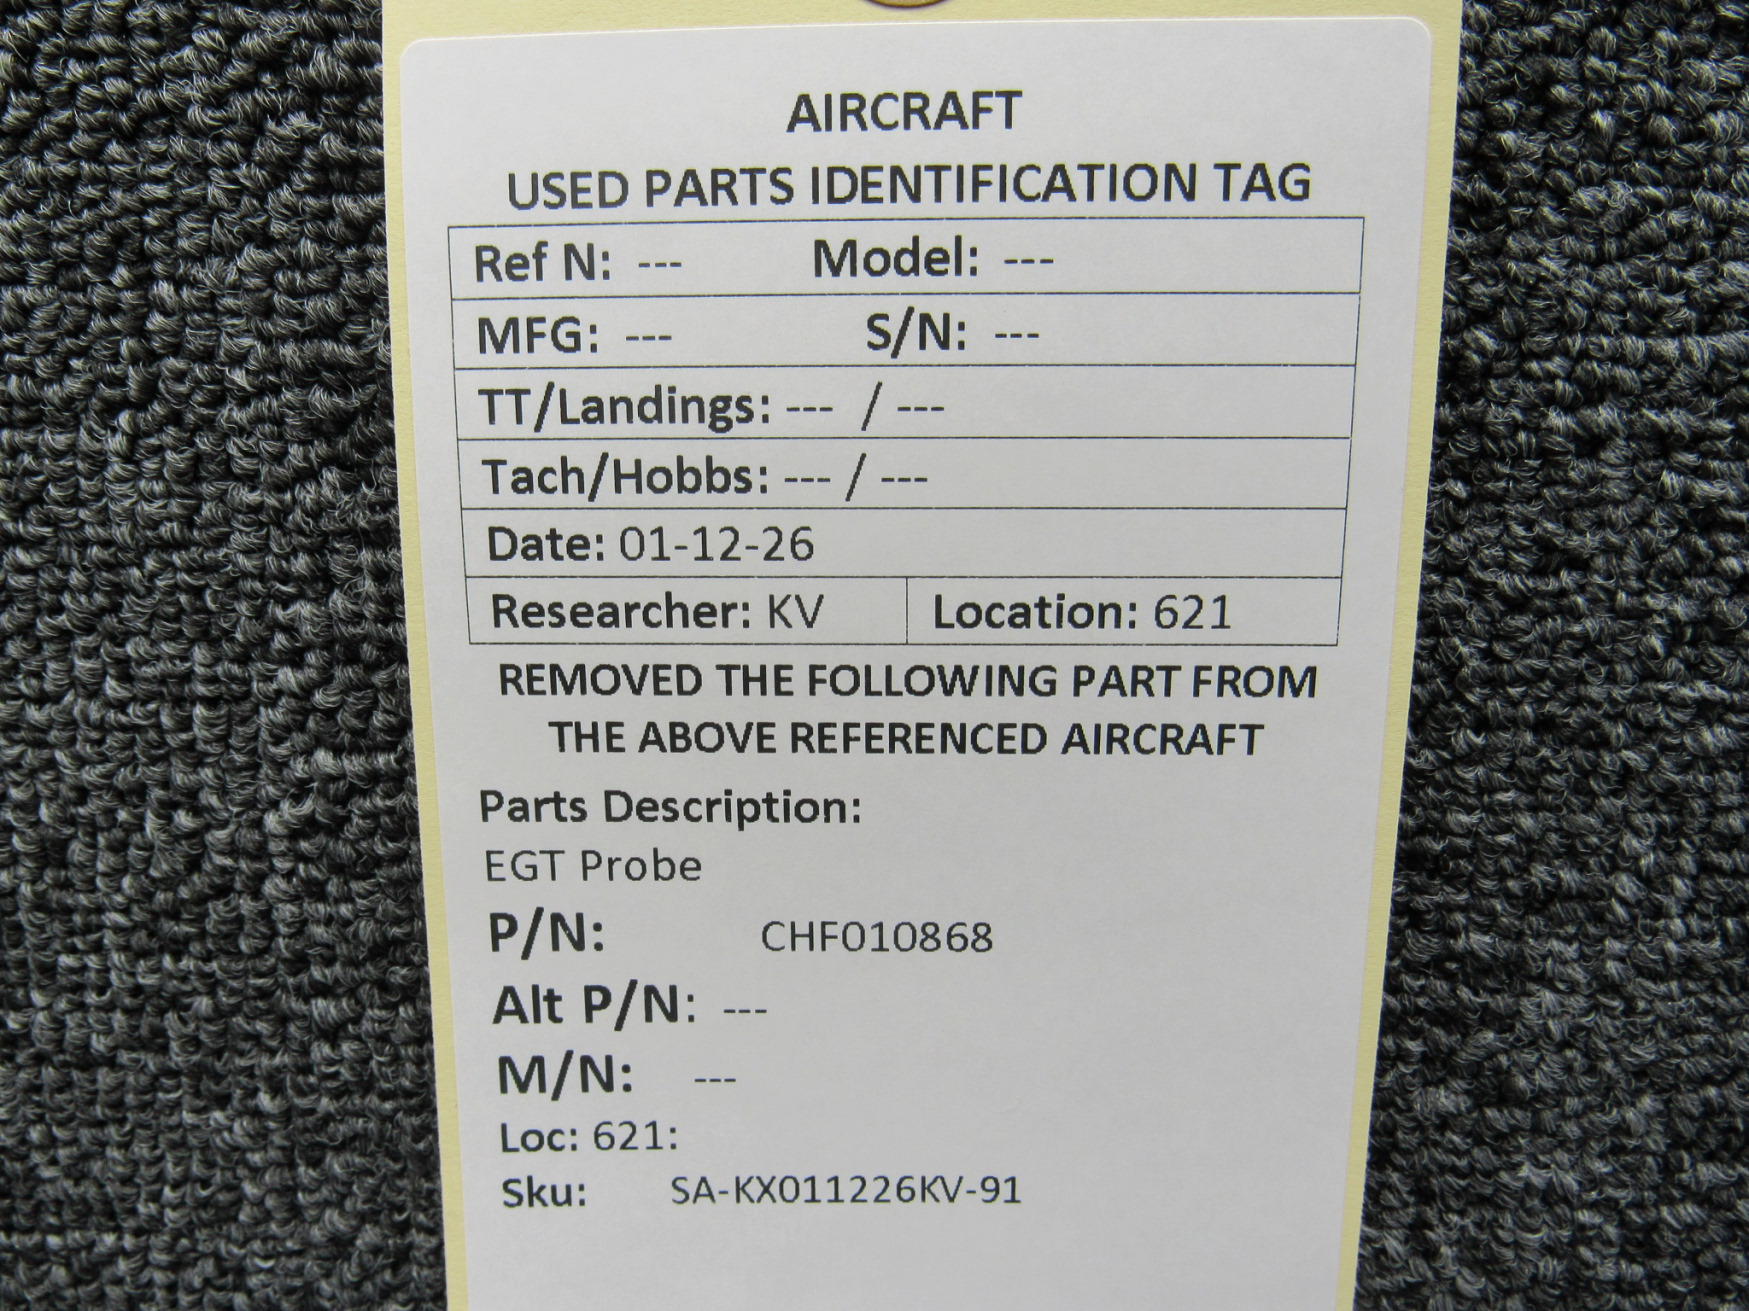 AIRCRAFT
USED PARTS IDENTIFICATION TAG
Ref N: --- Model: ---
MFG: --- S/N: ---
TT/Landings: --- / ---
Tach/Hobbs: --- / ---
Date: 01-12-26
Researcher: KV Location: 621
REMOVED THE FOLLOWING PART FROM
THE ABOVE REFERENCED AIRCRAFT
Parts Description:
EGT Probe
P/N: CHF010868
Alt P/N: ---
M/N: ---
Loc: 621:
Sku: SA-KX011226KV-91